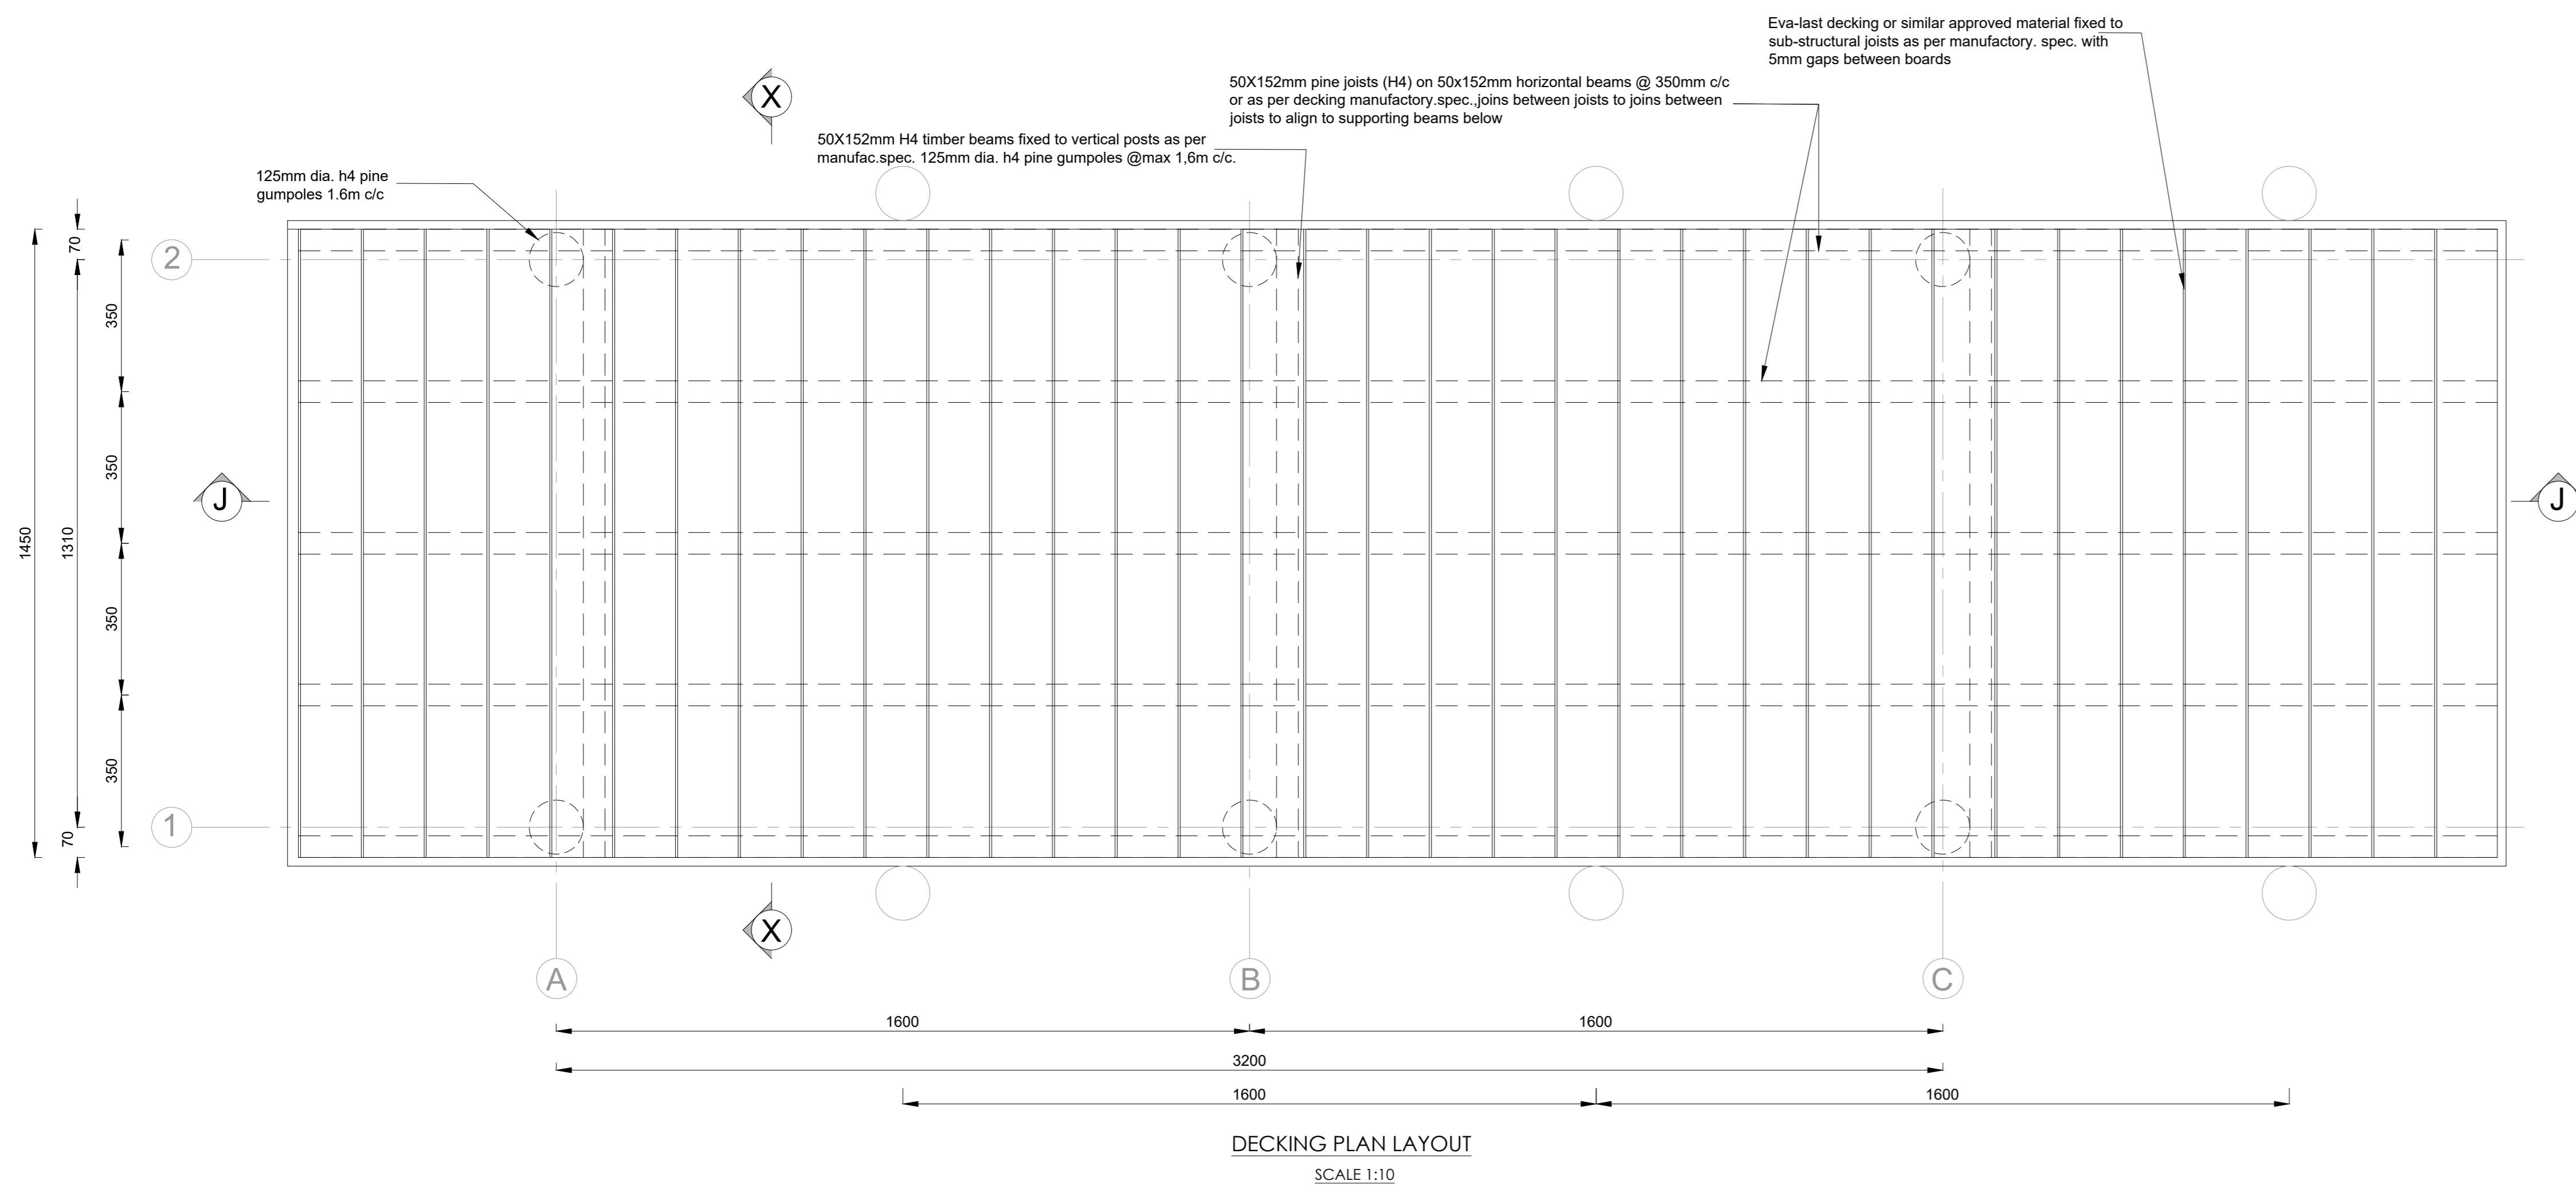 Eva-last decking or similar approved material fixed to
sub-structural joists as per manufactory. spec. with
5mm gaps between boards
50X152mm pine joists (H4) on 50x152mm horizontal beams @ 350mm c/c
or as per decking manufactory.spec.,joins between joists to joins between
joists to align to supporting beams below
50X152mm H4 timber beams fixed to vertical posts as per
manufac.spec. 125mm dia. h4 pine gumpoles @max 1,6m c/c.
125mm dia. h4 pine
gumpoles 1.6m c/c
X
2
70
350
350
350
350
1450
1310
70
J
J
1
X
A
B
C
1600
1600
3200
1600
1600
DECKING PLAN LAYOUT
SCALE 1:10